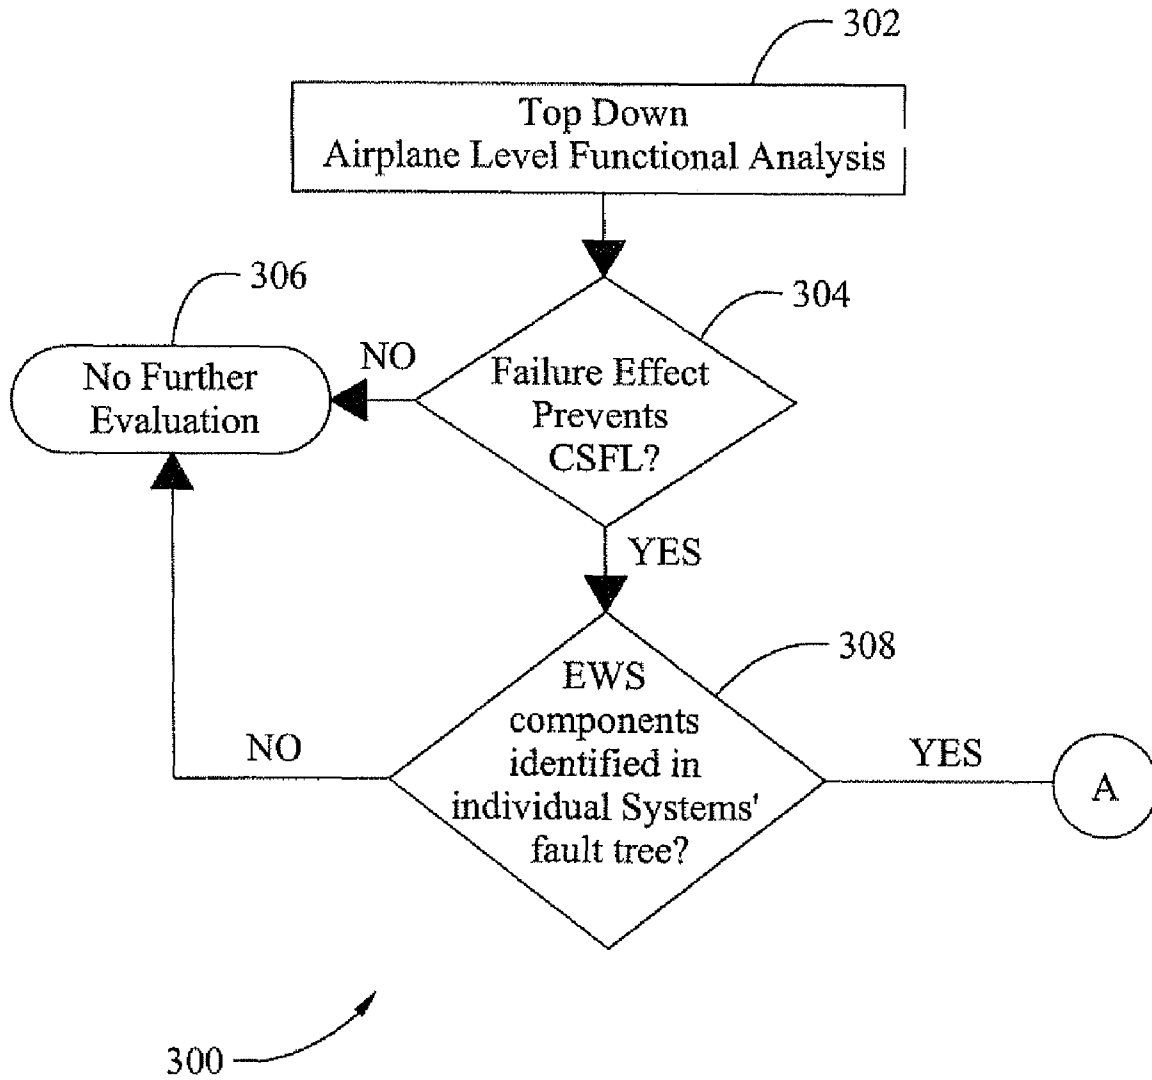 302
Top Down
Airplane Level Functional Analysis
306
304
NO
No Further
Evaluation
Failure Effect
Prevents
CSFL?
YES
308
EWS
components
identified in
individual Systems'
fault tree?
NO
YES
A
300